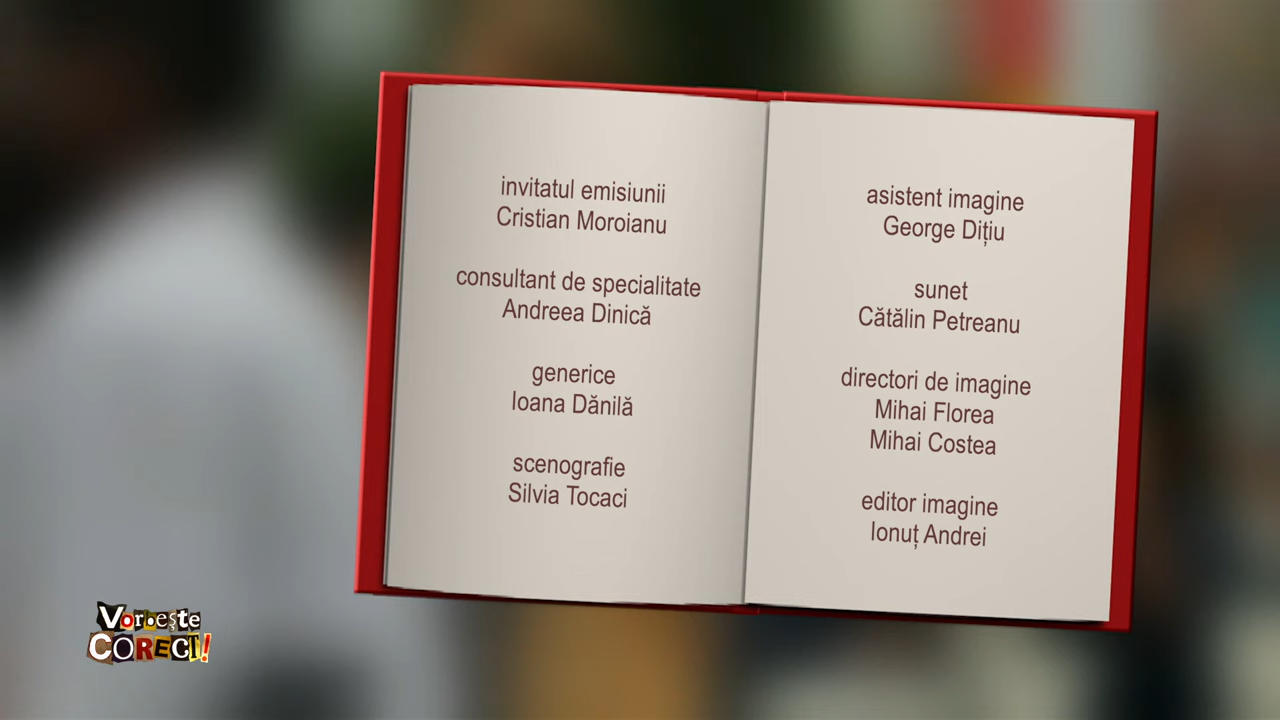 invitatul emisiunii
Cristian Moroianu
consultant de specialitate
Andreea Dinică
generice
Ioana Dănilă
scenografie
Silvia Tocaci
asistent imagine
George Dițiu
sunet
Cătălin Petreanu
directori de imagine
Mihai Florea
Mihai Costea
editor imagine
Ionuț Andrei
Vorbește
CORECT!